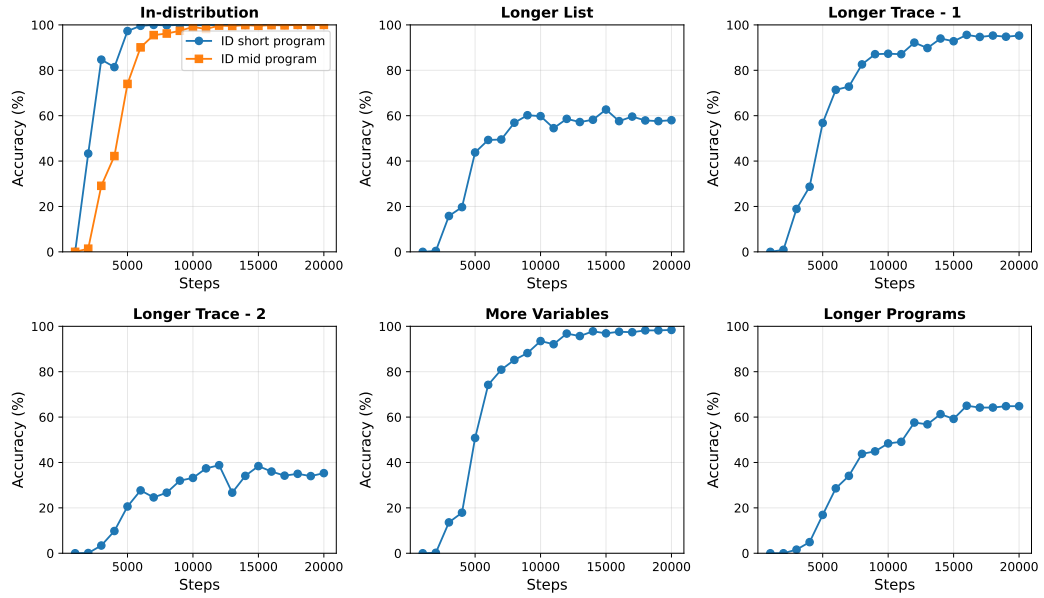 In-distribution
Accuracy (%)
100
80
60
40
20
0
ID short program
ID mid program
5000 10000 15000 20000
Steps
Longer List
Accuracy (%)
100
80
60
40
20
0
5000 10000 15000 20000
Steps
Longer Trace - 1
Accuracy (%)
100
80
60
40
20
0
5000 10000 15000 20000
Steps
Longer Trace - 2
Accuracy (%)
100
80
60
40
20
0
5000 10000 15000 20000
Steps
More Variables
Accuracy (%)
100
80
60
40
20
0
5000 10000 15000 20000
Steps
Longer Programs
Accuracy (%)
100
80
60
40
20
0
5000 10000 15000 20000
Steps